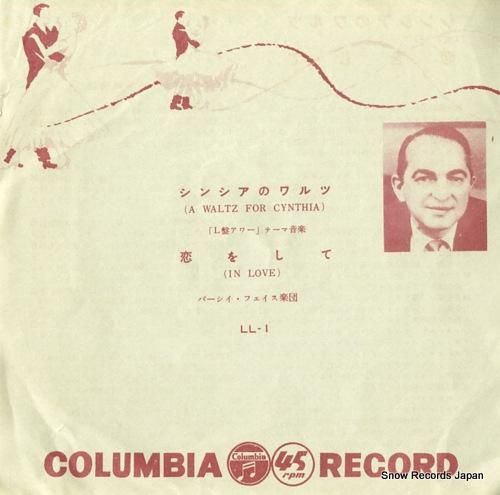 シンシアのワルツ
(A WALTZ FOR CYNTHIA)
「L盤アワー」テーマ音楽
恋をして
(IN LOVE)
パーシイ・フェイス楽団
LL-1
COLUMBIA Columbia 45 rpm RECORD
Snow Records Japan